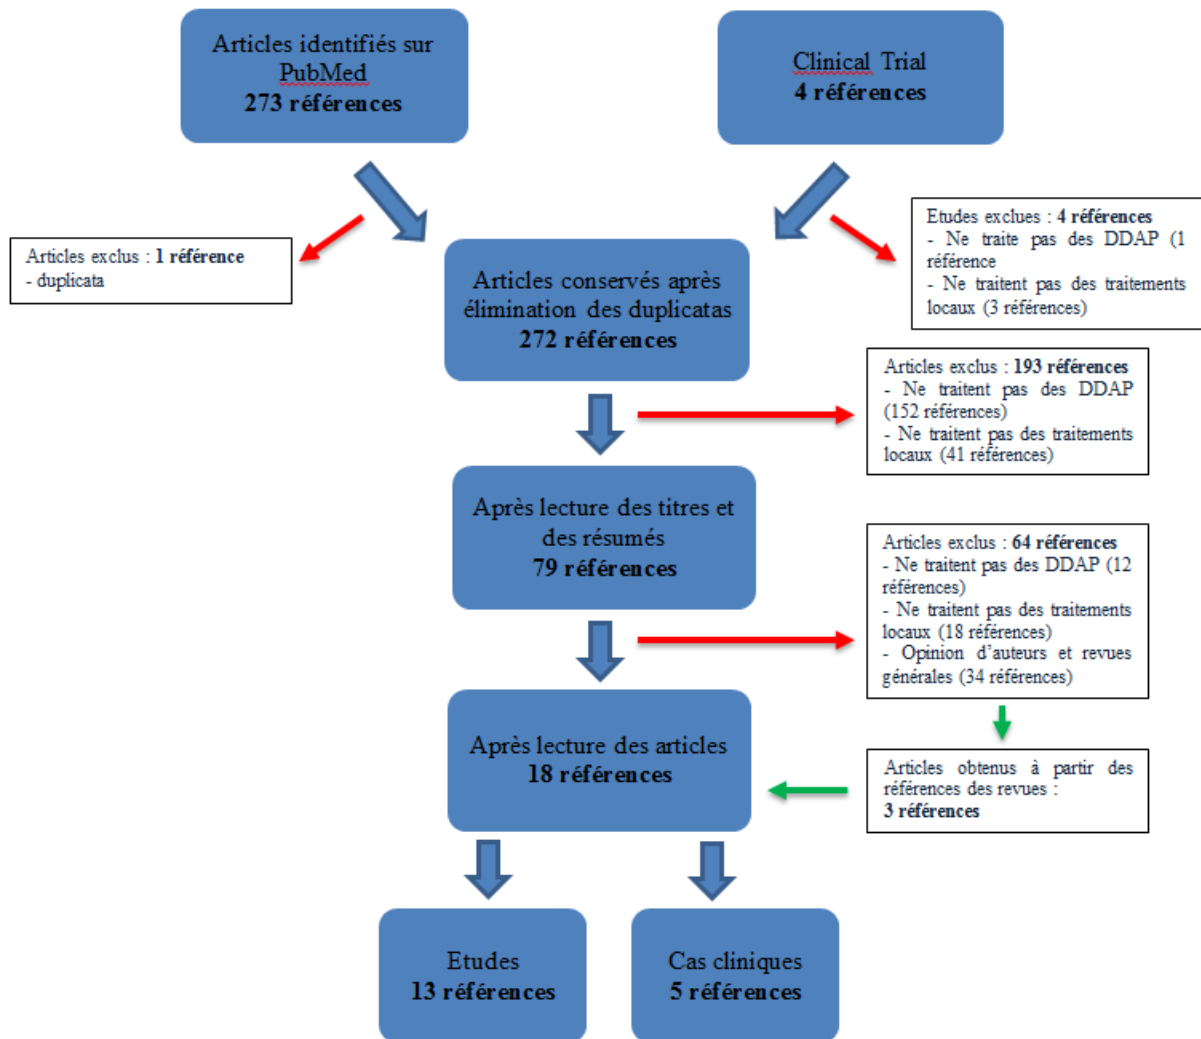 Articles identifiés sur
PubMed
273 références
Clinical Trial
4 références
Articles exclus : 1 référence
- duplicata
Etudes exclues : 4 références
- Ne traite pas des DDAP (1
référence
- Ne traitent pas des traitements
locaux (3 références)
Articles conservés après
élimination des duplicatas
272 références
Articles exclus : 193 références
- Ne traitent pas des DDAP
(152 références)
- Ne traitent pas des traitements
locaux (41 références)
Après lecture des titres et
des résumés
79 références
Articles exclus : 64 références
- Ne traitent pas des DDAP (12
références)
- Ne traitent pas des traitements
locaux (18 références)
- Opinion d’auteurs et revues
générales (34 références)
Après lecture des articles
18 références
Articles obtenus à partir des
références des revues :
3 références
Etudes
13 références
Cas cliniques
5 références